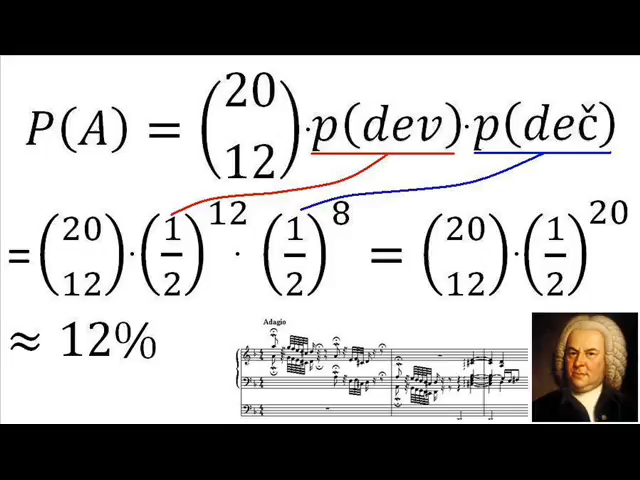 P(A) = (20 12) · p(dev) · p(deč)
= (20 12) · (1/2)^12 · (1/2)^8 = (20 12) · (1/2)^20
≈ 12%
Adagio